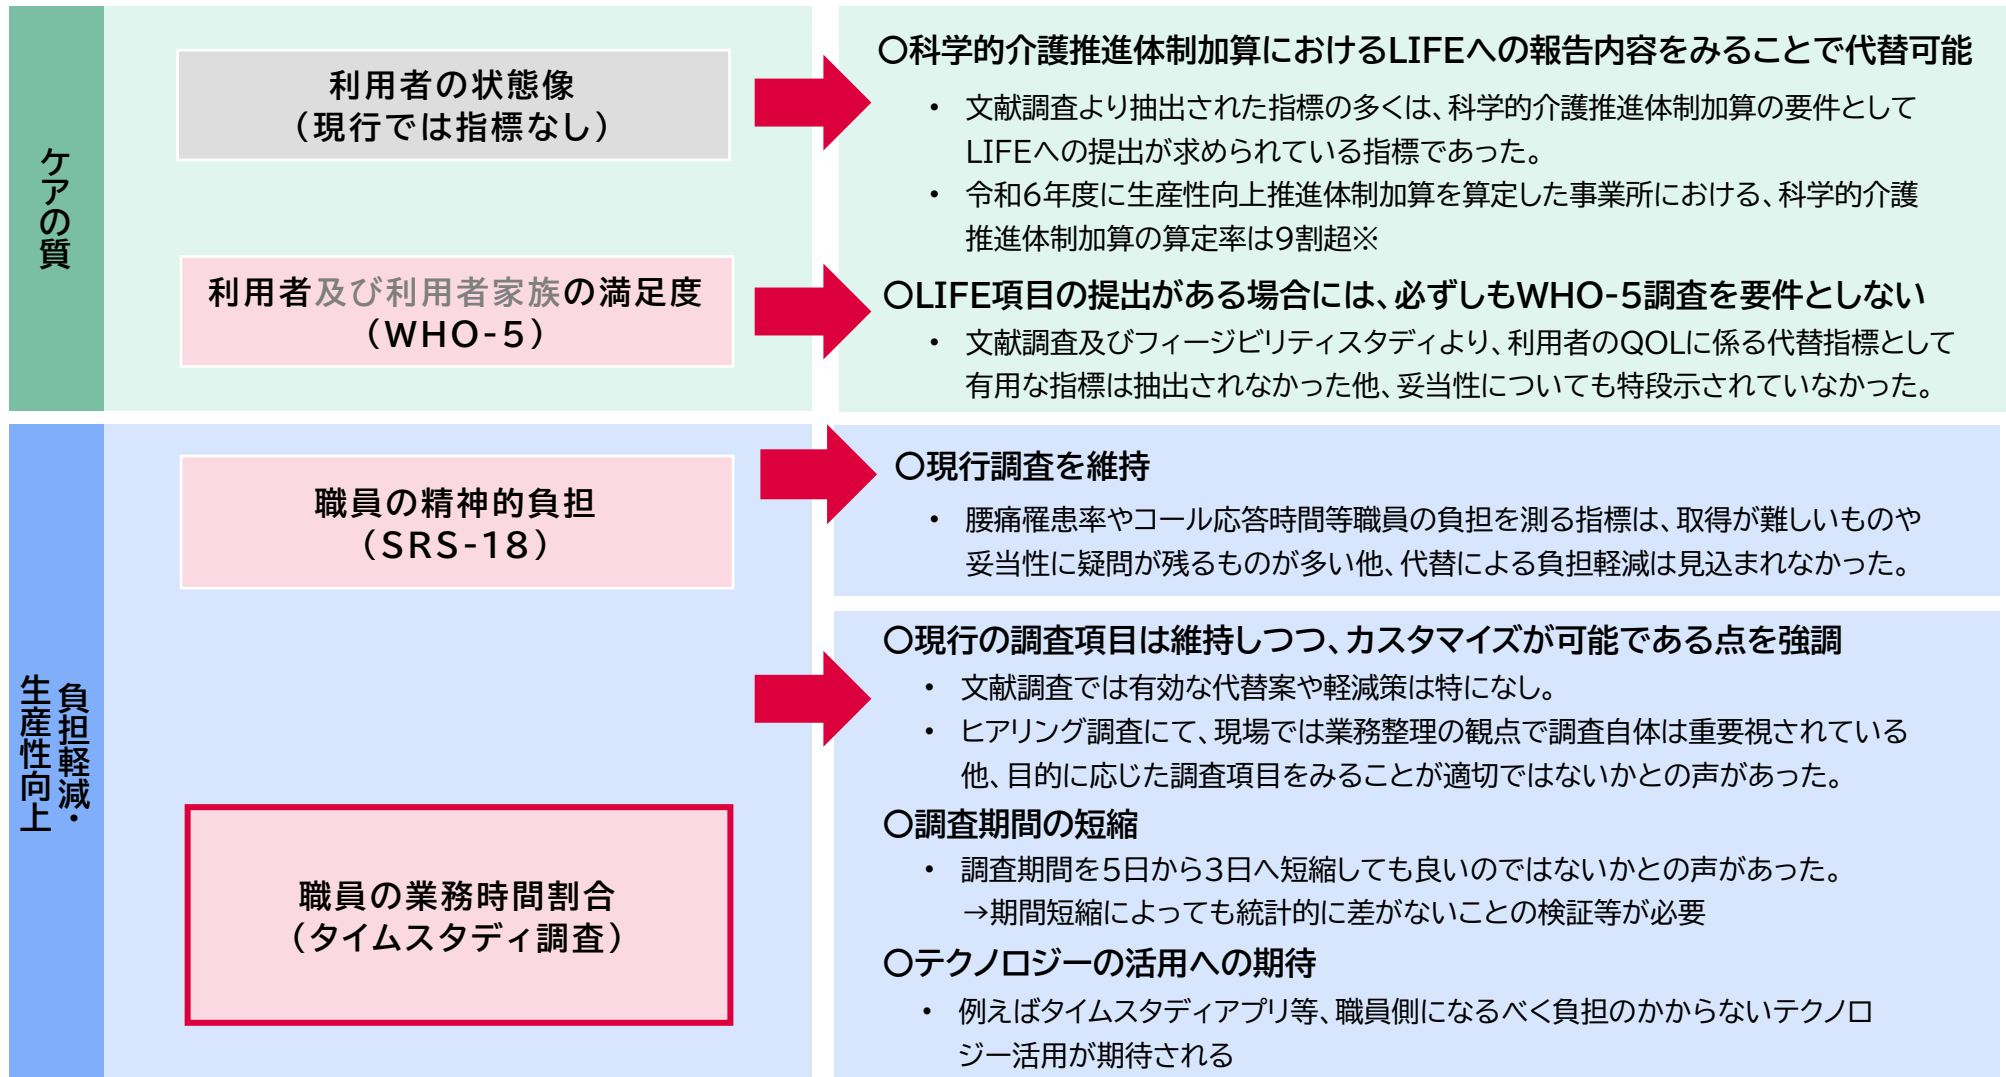 ケアの質
利用者の状態像
（現行では指標なし）
〇科学的介護推進体制加算におけるLIFEへの報告内容をみることで代替可能
・ 文献調査より抽出された指標の多くは、科学的介護推進体制加算の要件として
LIFEへの提出が求められている指標であった。
・ 令和6年度に生産性向上推進体制加算を算定した事業所における、科学的介護
推進体制加算の算定率は9割超※
利用者及び利用者家族の満足度
（WHO-5）
〇LIFE項目の提出がある場合には、必ずしもWHO-5調査を要件としない
・ 文献調査及びフィージビリティスタディより、利用者のQOLに係る代替指標として
有用な指標は抽出されなかった他、妥当性についても特段示されていなかった。
負担軽減・
生産性向上
職員の精神的負担
（SRS-18）
〇現行調査を維持
・ 腰痛罹患率やコール応答時間等職員の負担を測る指標は、取得が難しいものや
妥当性に疑問が残るものが多い他、代替による負担軽減は見込まれなかった。
職員の業務時間割合
（タイムスタディ調査）
〇現行の調査項目は維持しつつ、カスタマイズが可能である点を強調
・ 文献調査では有効な代替案や軽減策は特になし。
・ ヒアリング調査にて、現場では業務整理の観点で調査自体は重要視されている
他、目的に応じた調査項目をみることが適切ではないかとの声があった。
〇調査期間の短縮
・ 調査期間を5日から3日へ短縮しても良いのではないかとの声があった。
→期間短縮によっても統計的に差がないことの検証等が必要
〇テクノロジーの活用への期待
・ 例えばタイムスタディアプリ等、職員側になるべく負担のかからないテクノロ
ジー活用が期待される